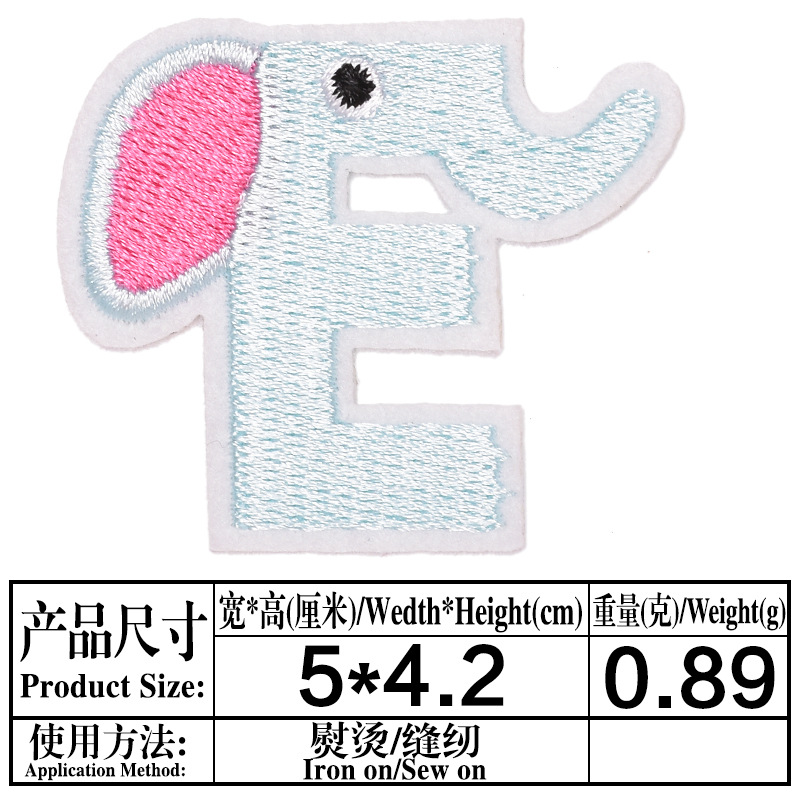 E
产品尺寸
Product Size:
宽*高(厘米)/Wedth*Height(cm)
5*4.2
重量(克)/Weight(g)
0.89
使用方法:
Application Method:
熨烫/缝纫
Iron on/Sew on